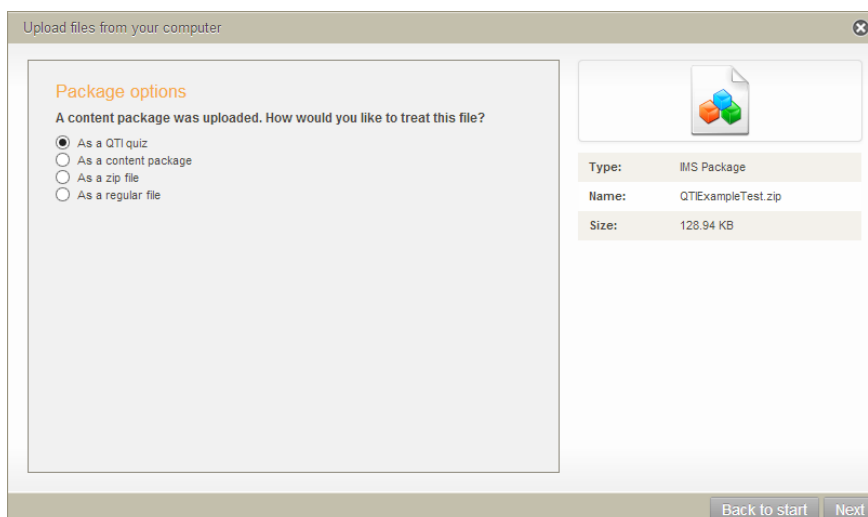 Upload files from your computer
Package options
A content package was uploaded. How would you like to treat this file?
As a QTI quiz
As a content package
As a zip file
As a regular file
Type: IMS Package
Name: QTIExampleTest.zip
Size: 128.94 KB
Back to start Next